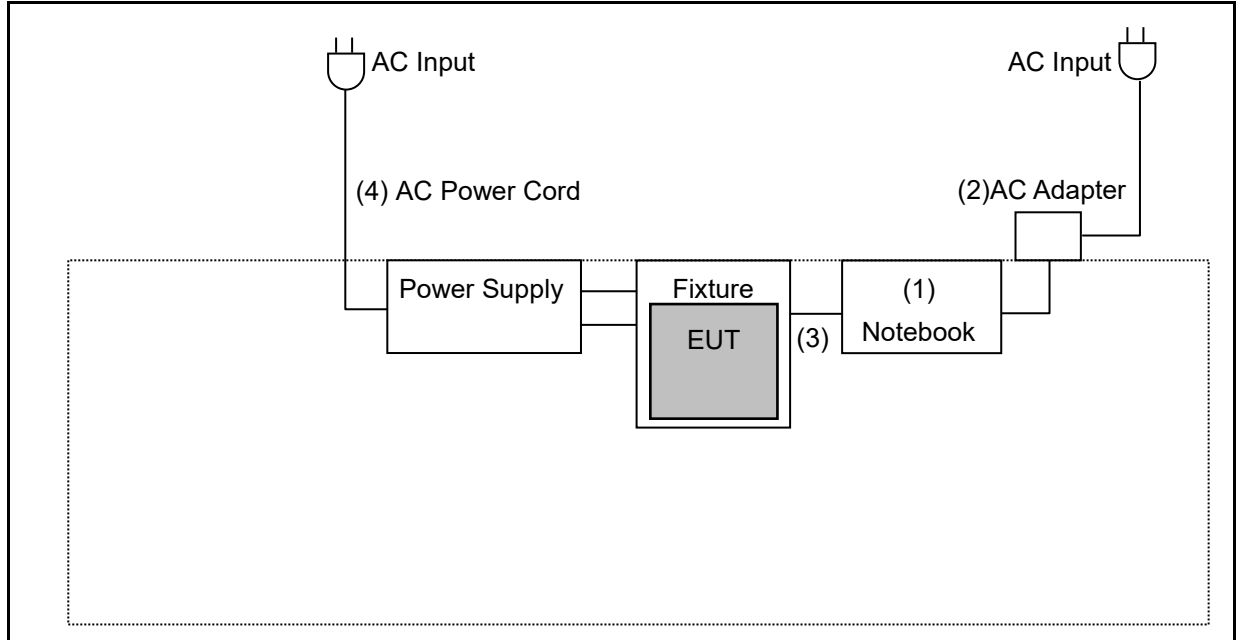 AC Input
AC Input
(4) AC Power Cord
(2)AC Adapter
Power Supply
Fixture
(1)
EUT
(3)
Notebook